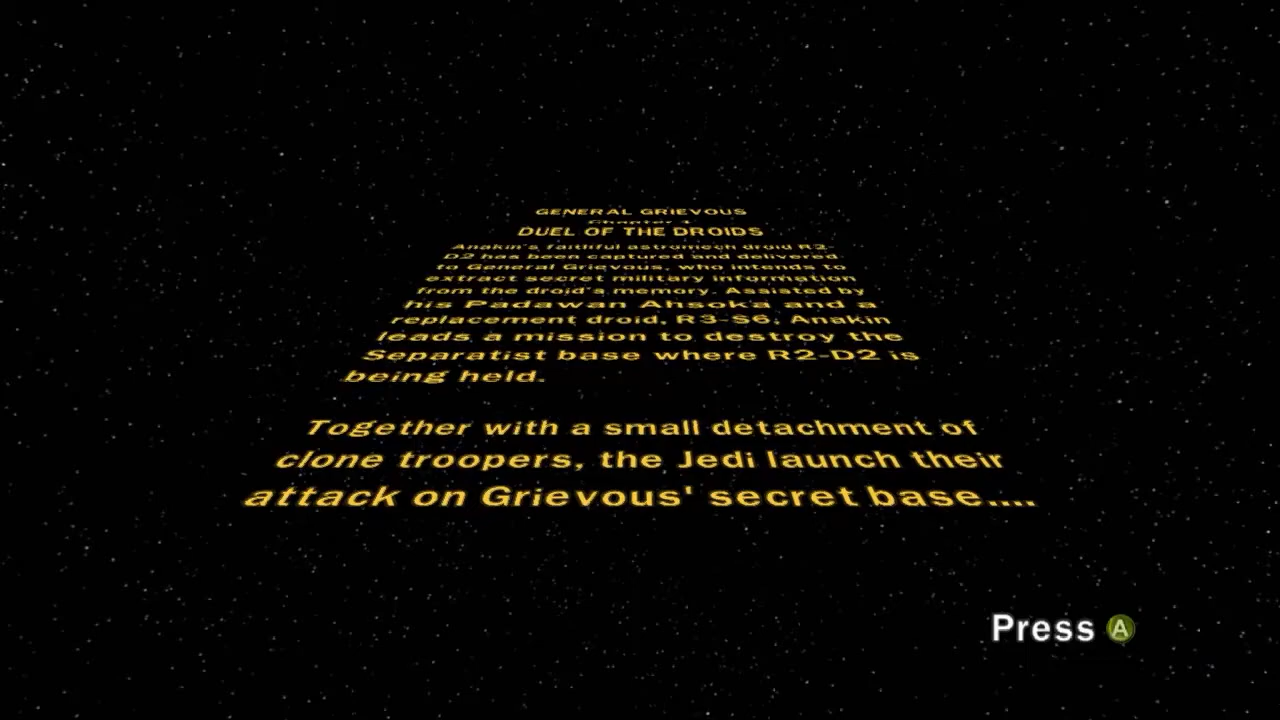 GENERAL GRIEVOUS
Chapter 1
DUEL OF THE DROIDS
Anakin's faithful astromech droid R2-
D2 has been captured and delivered
to General Grievous, who intends to
extract secret military information
from the droid's memory. Assisted by
his Padawan Ahsoka and a
replacement droid, R3-S6, Anakin
leads a mission to destroy the
Separatist base where R2-D2 is
being held.
Together with a small detachment of
clone troopers, the Jedi launch their
attack on Grievous' secret base....
Press A